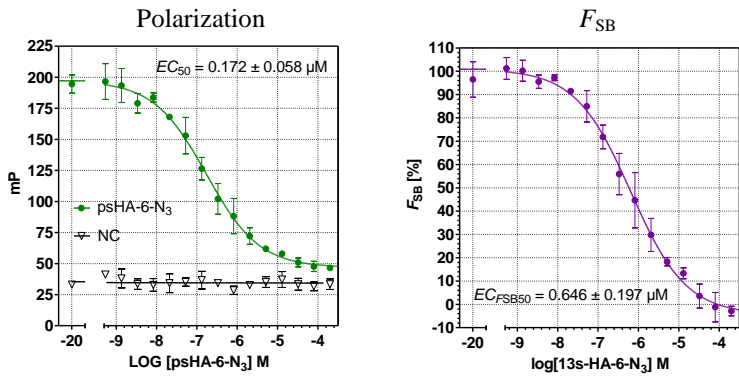 Polarization
225
200
175
150
125
100
75
50
25
0
mP
EC50 = 0.172 ± 0.058 µM
psHA-6-N3
NC
-20 -9 -8 -7 -6 -5 -4
LOG [psHA-6-N3] M
FSB
110
100
90
80
70
60
50
40
30
20
10
0
-10
FSB [%]
ECFSB50 = 0.646 ± 0.197 µM
-20 -9 -8 -7 -6 -5 -4
log[13s-HA-6-N3] M